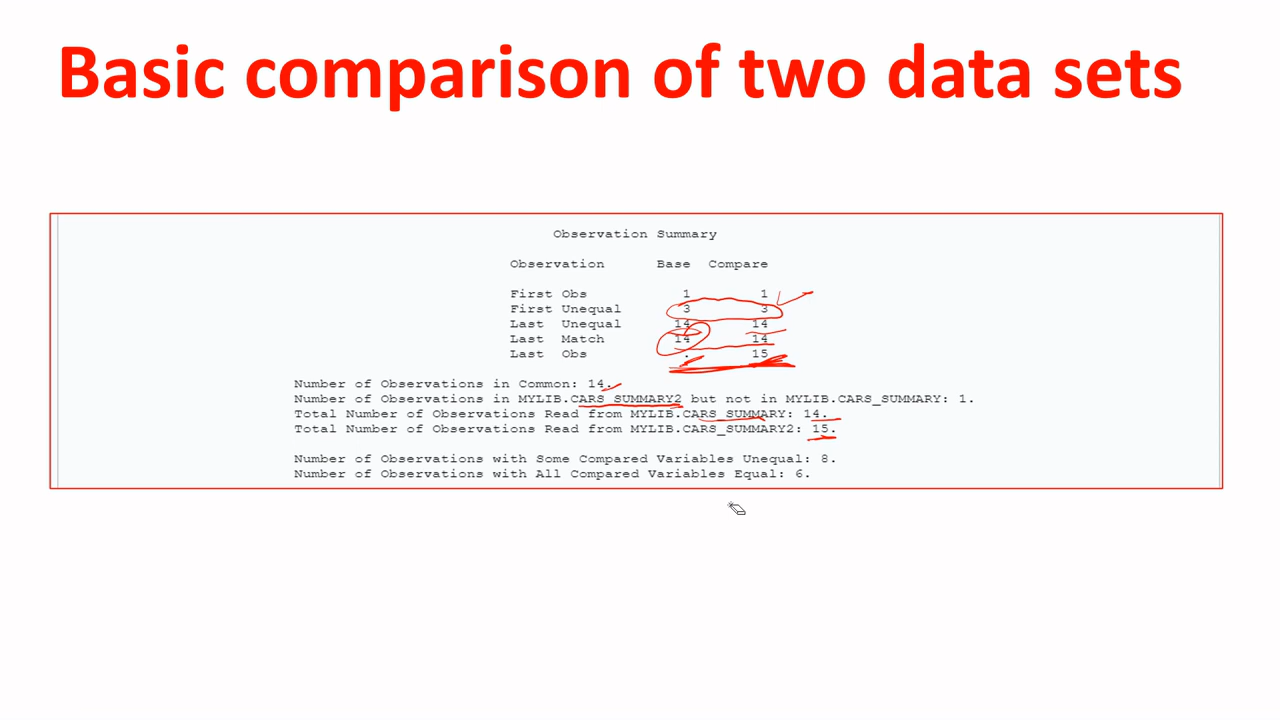 Basic comparison of two data sets
Observation Summary
Observation Base Compare
First Obs 1 1
First Unequal 3 3
Last Unequal 14 14
Last Match 14 14
Last Obs . 15
Number of Observations in Common: 14.
Number of Observations in MYLIB.CARS_SUMMARY2 but not in MYLIB.CARS_SUMMARY: 1.
Total Number of Observations Read from MYLIB.CARS_SUMMARY: 14.
Total Number of Observations Read from MYLIB.CARS_SUMMARY2: 15.
Number of Observations with Some Compared Variables Unequal: 8.
Number of Observations with All Compared Variables Equal: 6.